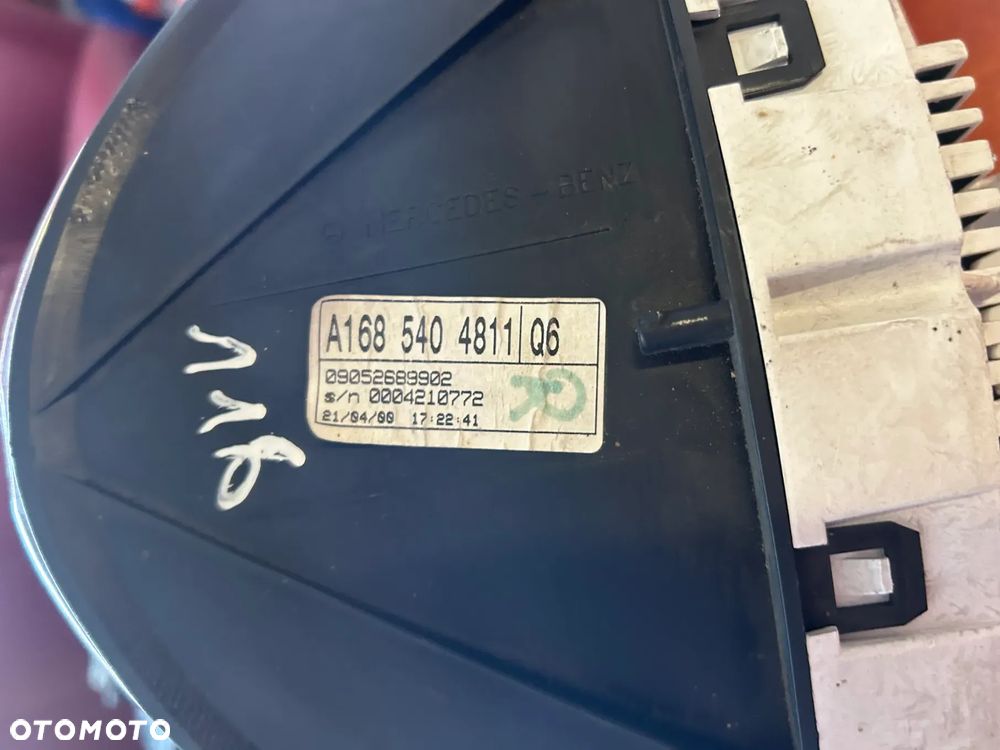 MERCEDES-BENZ
A168 540 4811 Q6
09052689902
s/n 0004210772
21/04/00 17:22:41
OTOMOTO